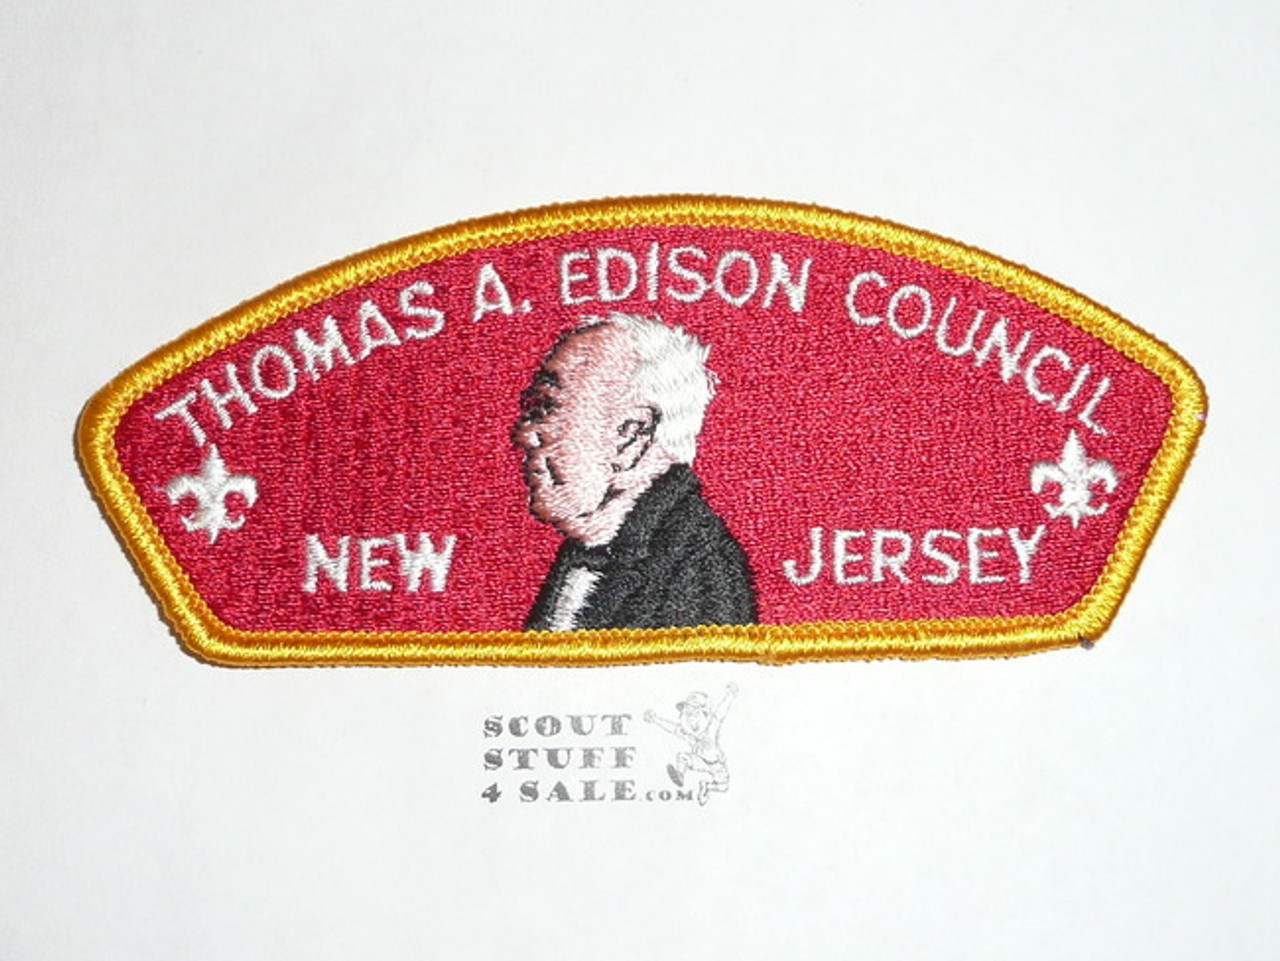 THOMAS A. EDISON COUNCIL
NEW JERSEY
SCOUT
STUFF
4 SALE.COM